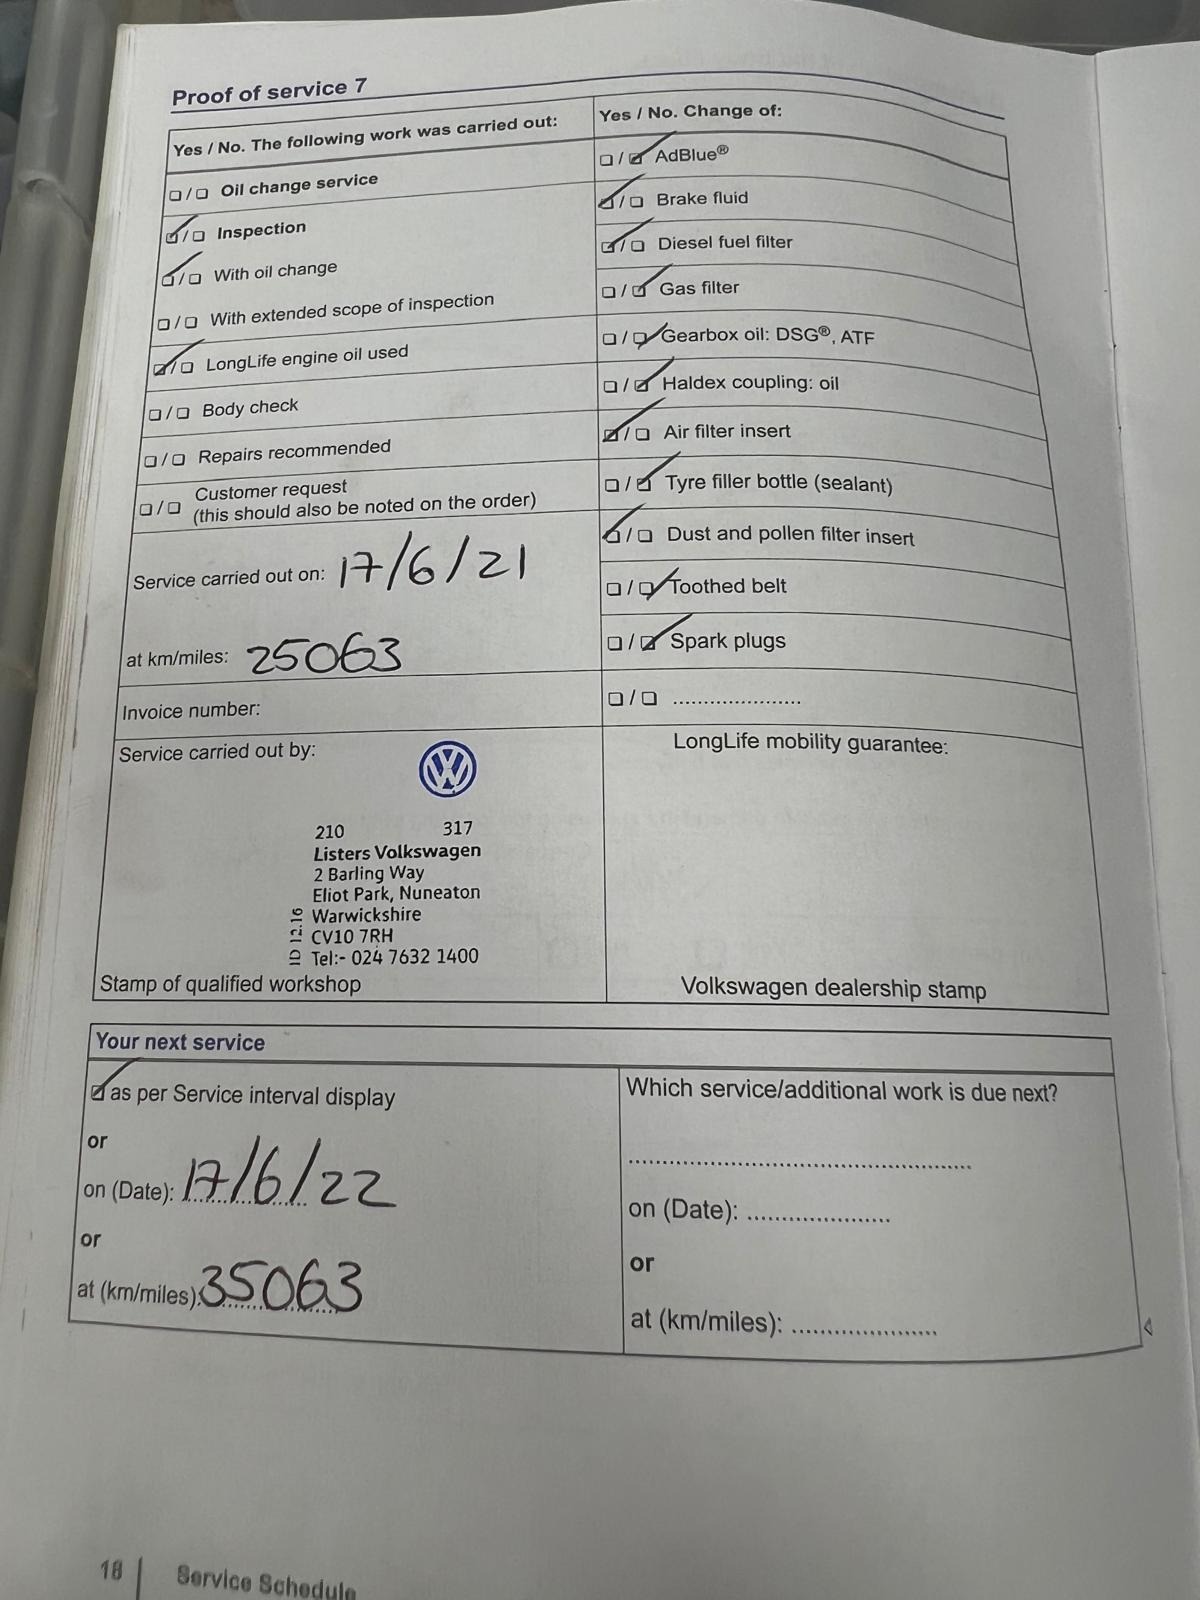 Proof of service 7
Yes / No. The following work was carried out:
Oil change service
Inspection
With oil change
With extended scope of inspection
LongLife engine oil used
Body check
Repairs recommended
Customer request
(this should also be noted on the order)
Service carried out on: 17/6/21
at km/miles: 25063
Invoice number:
Service carried out by:
210 317
Listers Volkswagen
2 Barling Way
Eliot Park, Nuneaton
Warwickshire
CV10 7RH
Tel:- 024 7632 1400
ID 12.16
Stamp of qualified workshop
Yes / No. Change of:
AdBlue®
Brake fluid
Diesel fuel filter
Gas filter
Gearbox oil: DSG®, ATF
Haldex coupling: oil
Air filter insert
Tyre filler bottle (sealant)
Dust and pollen filter insert
Toothed belt
Spark plugs
......................
LongLife mobility guarantee:
Volkswagen dealership stamp
Your next service
as per Service interval display
or
on (Date): 17/6/22
or
at (km/miles): 35063
Which service/additional work is due next?
on (Date): ......................
or
at (km/miles): ......................
18 | Service Schedule